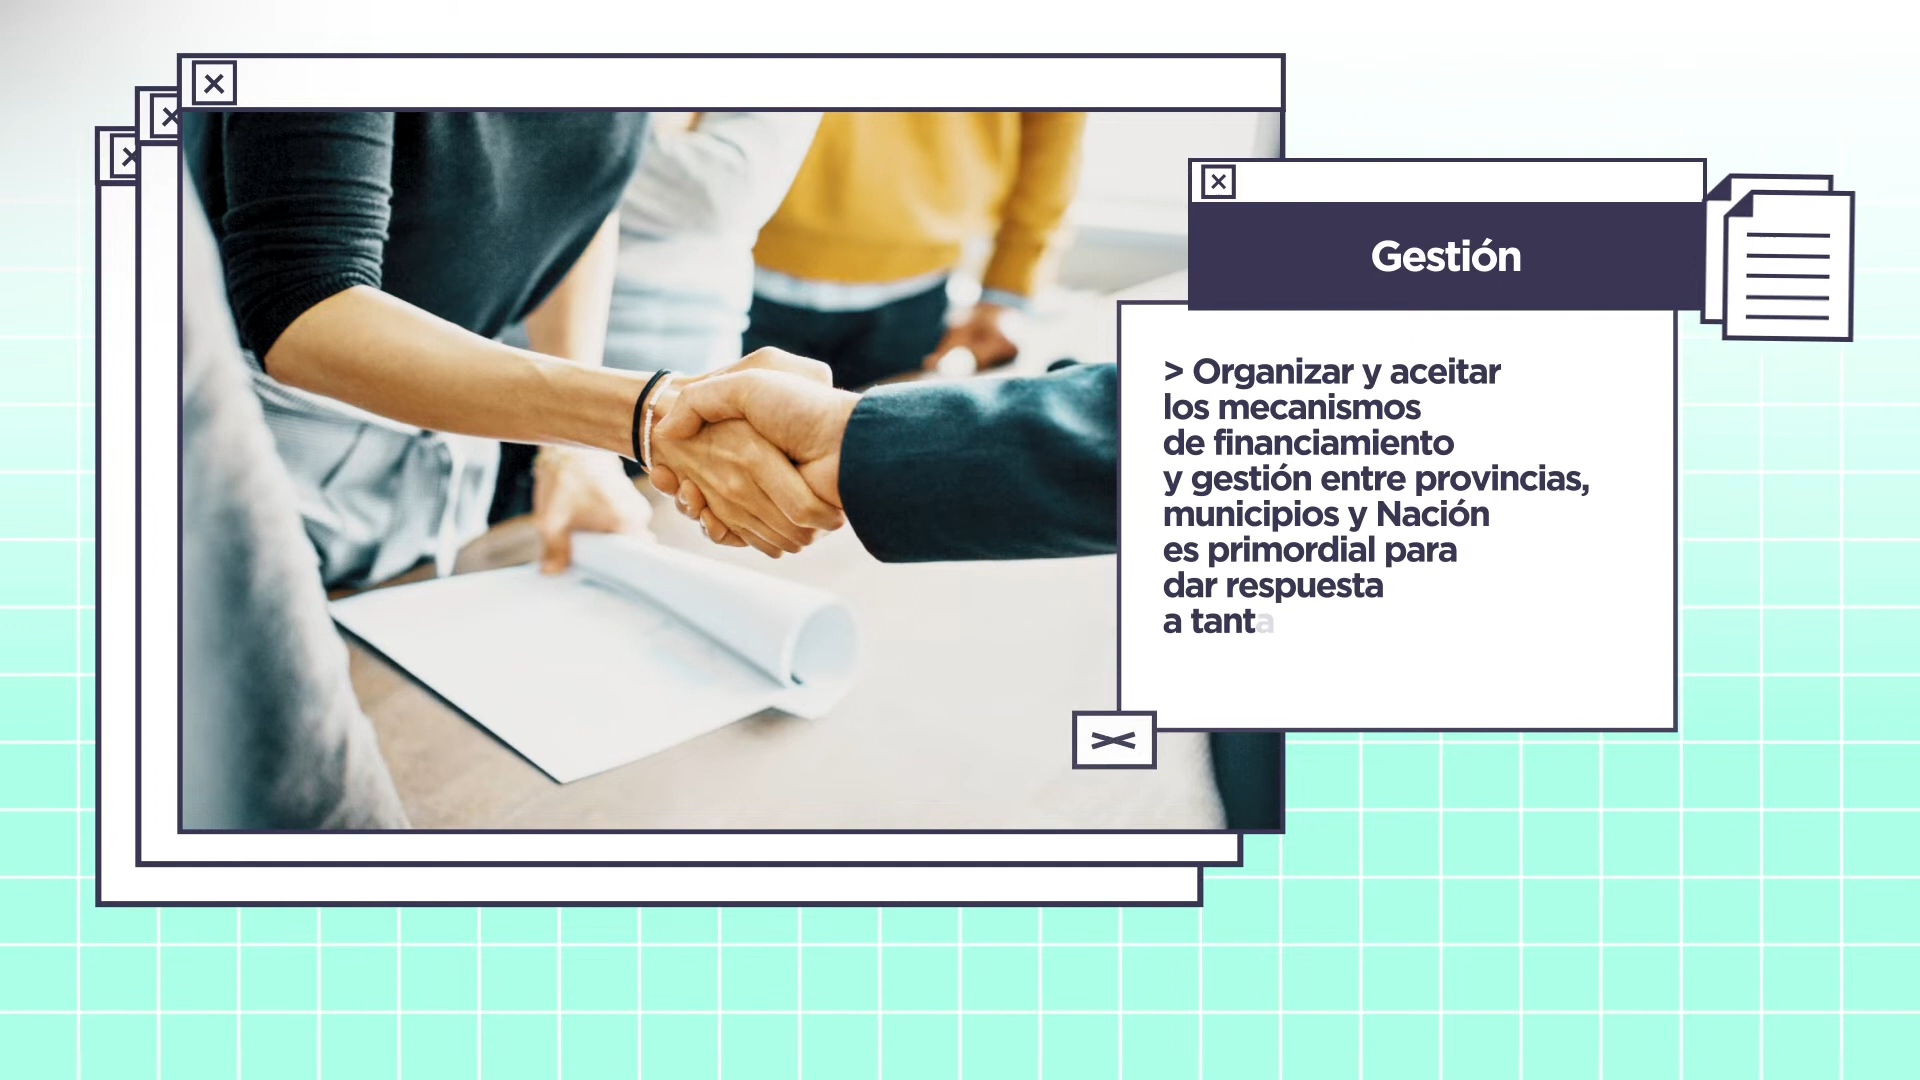 Gestión
> Organizar y aceitar
los mecanismos
de financiamiento
y gestión entre provincias,
municipios y Nación
es primordial para
dar respuesta
a tanta